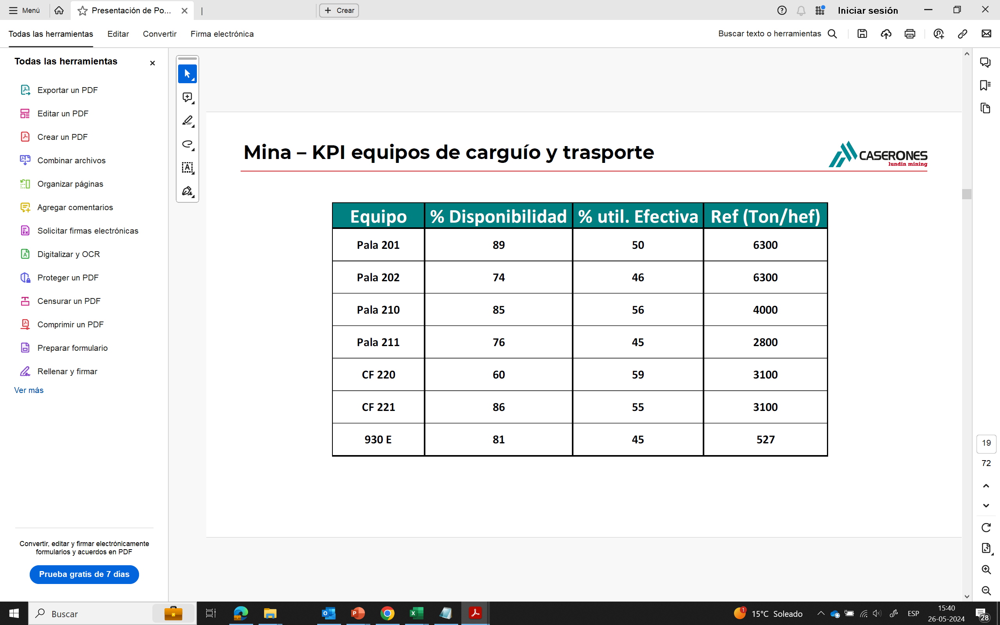 Menú
Presentación de Po...
Crear
Iniciar sesión
Todas las herramientas Editar Convertir Firma electrónica
Buscar texto o herramientas
Todas las herramientas
Exportar un PDF
Editar un PDF
Crear un PDF
Combinar archivos
Organizar páginas
Agregar comentarios
Solicitar firmas electrónicas
Digitalizar y OCR
Proteger un PDF
Censurar un PDF
Comprimir un PDF
Preparar formulario
Rellenar y firmar
Ver más
Convertir, editar y firmar electrónicamente
formularios y acuerdos en PDF
Prueba gratis de 7 días
Mina – KPI equipos de carguío y trasporte
CASERONES
lundin mining
Equipo % Disponibilidad % util. Efectiva Ref (Ton/hef)
Pala 201 89 50 6300
Pala 202 74 46 6300
Pala 210 85 56 4000
Pala 211 76 45 2800
CF 220 60 59 3100
CF 221 86 55 3100
930 E 81 45 527
19
72
Buscar
1
15°C Soleado
ESP
15:40
26-05-2024
28